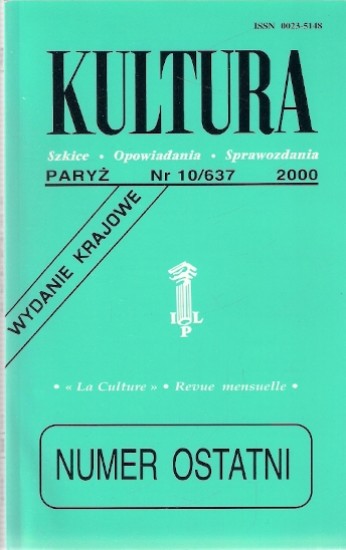 ISSN 0023-5148
KULTURA
Szkice • Opowiadania • Sprawozdania
PARYŻ Nr 10/637 2000
WYDANIE KRAJOWE
I L
P
• « La Culture » • Revue mensuelle •
NUMER OSTATNI